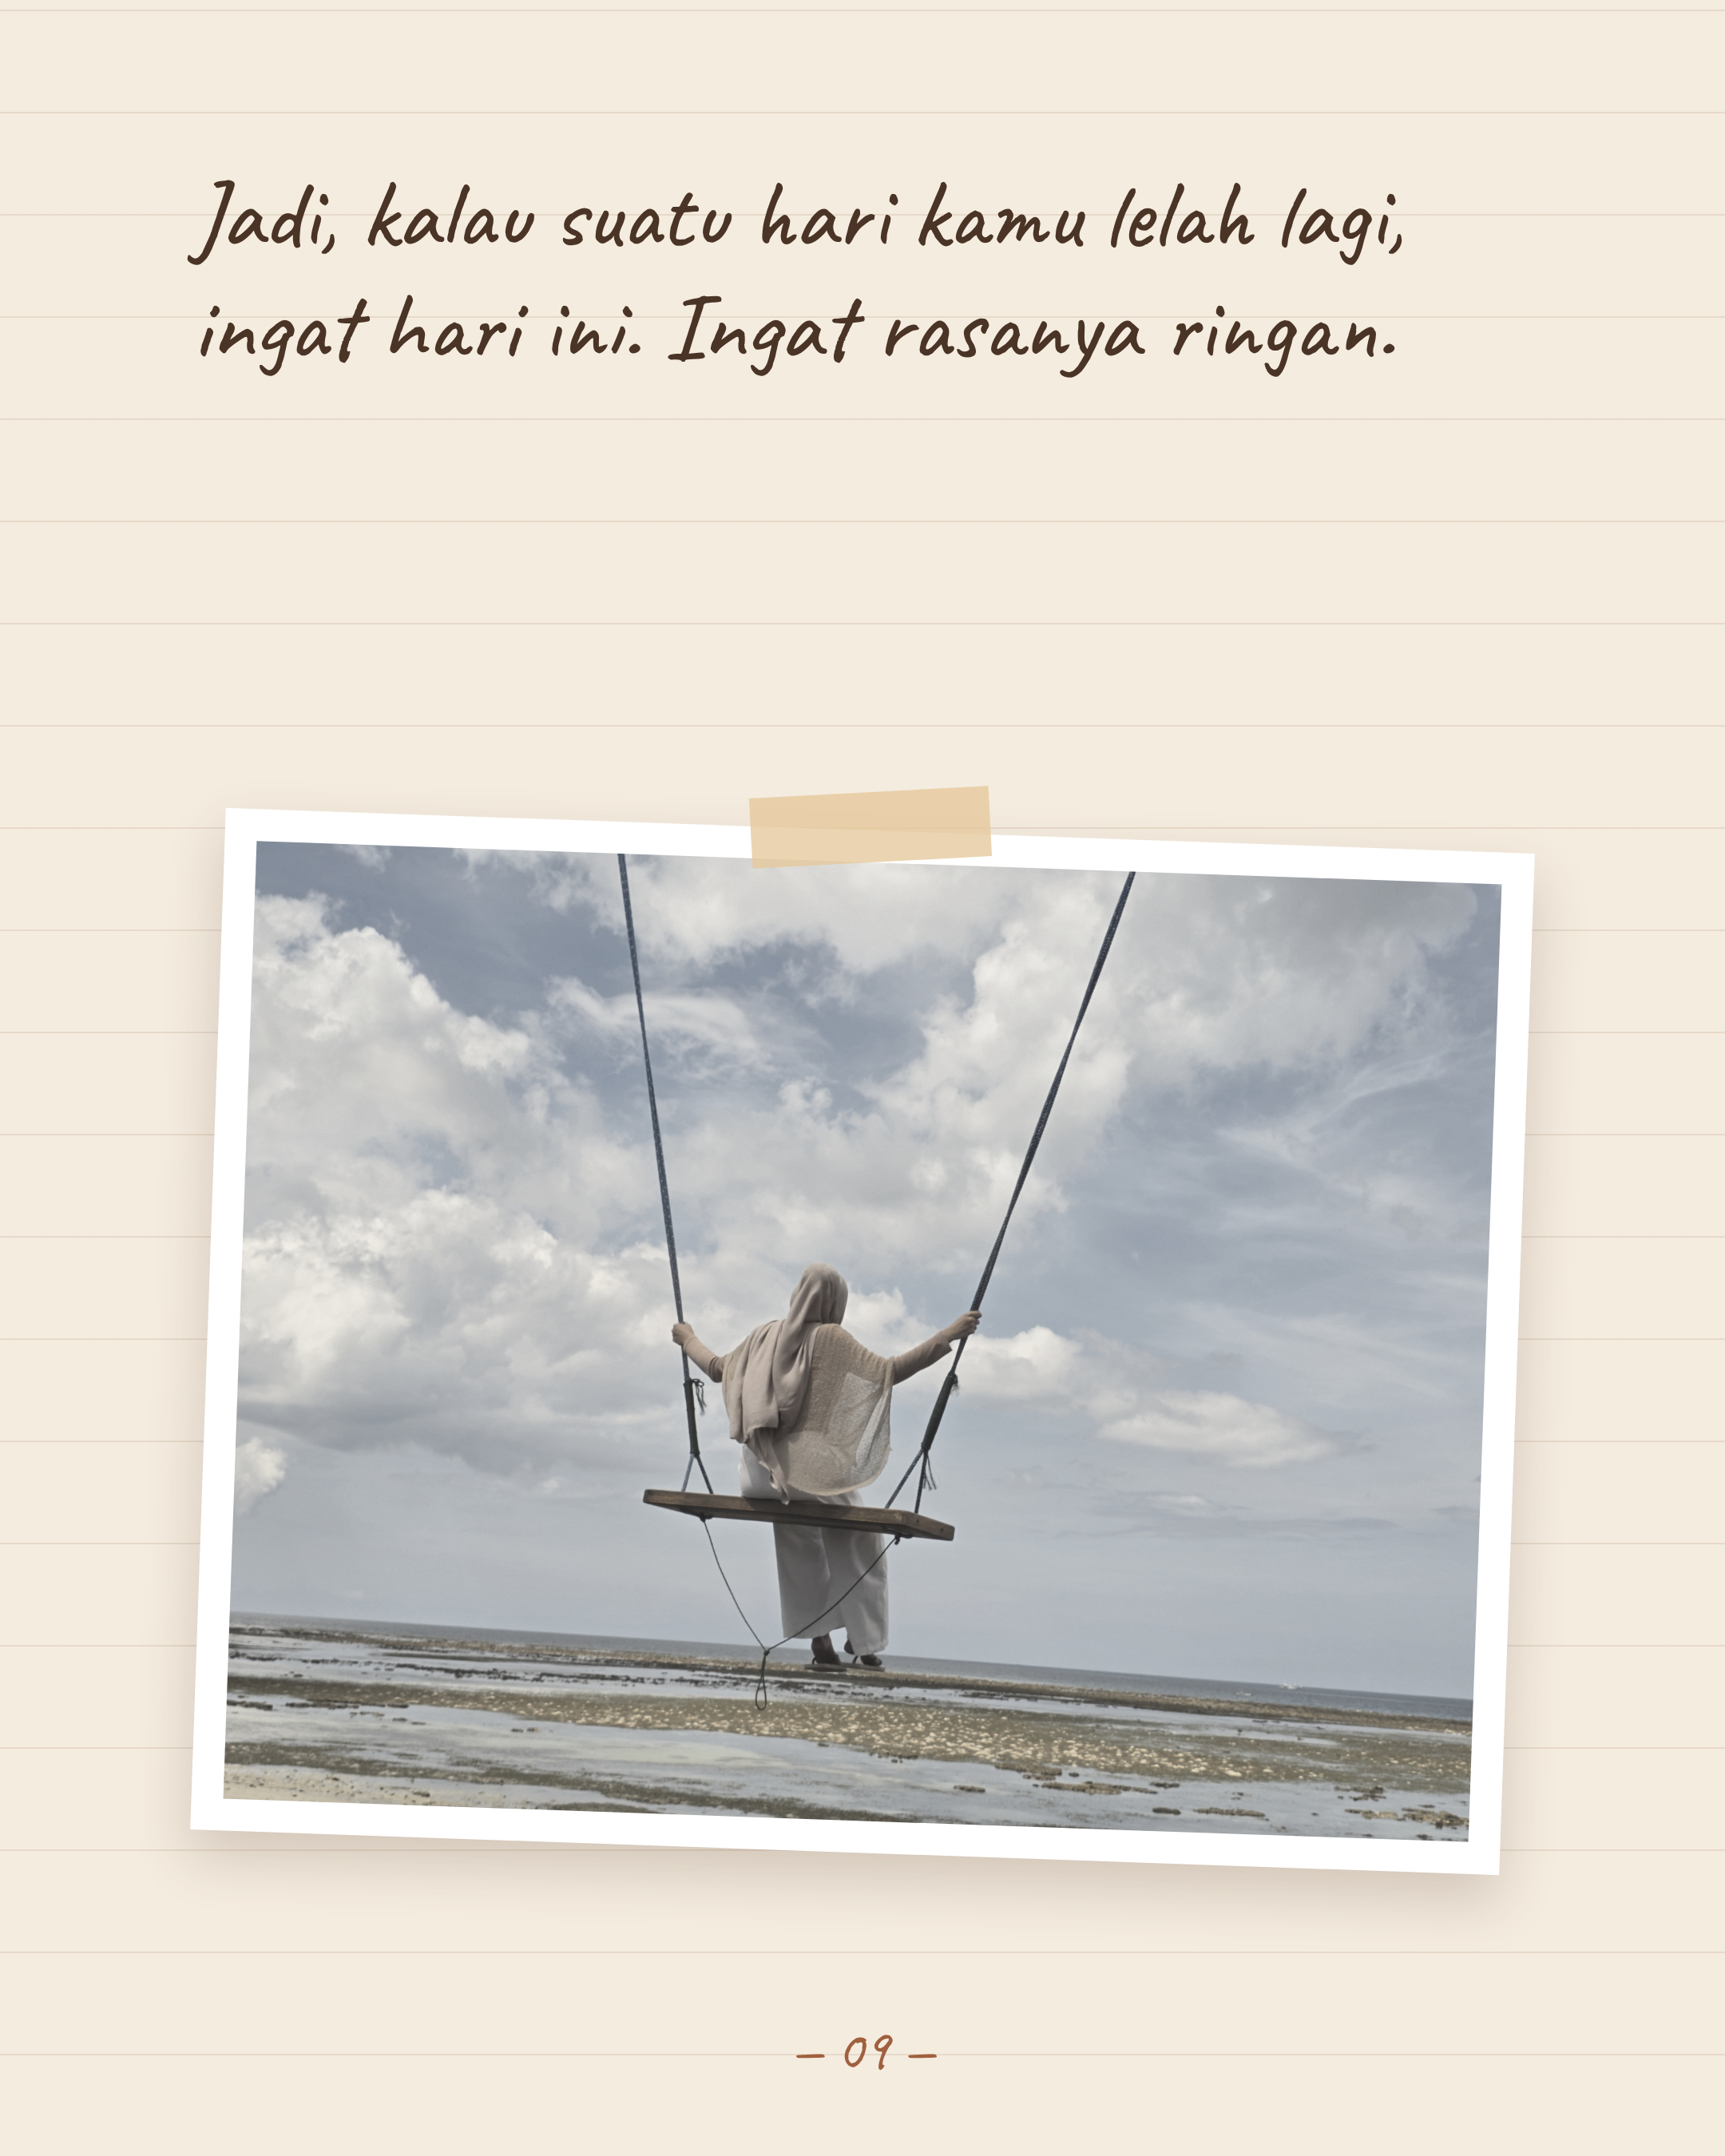 Jadi, kalau suatu hari kamu lelah lagi,
ingat hari ini. Ingat rasanya ringan.
— 09 —